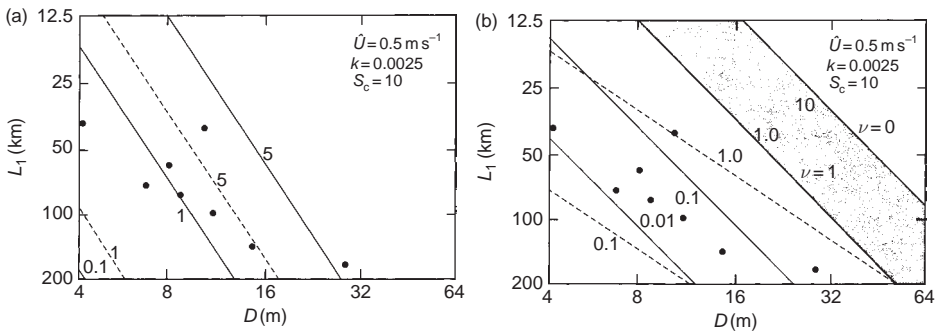 (a)
12.5
25
50
100
200
L₁ (km)
Û = 0.5 m s⁻¹
k = 0.0025
S_c = 10
5
5
1
1
0.1
4
8
16
32
64
D (m)
(b)
12.5
25
50
100
200
L₁ (km)
Û = 0.5 m s⁻¹
k = 0.0025
S_c = 10
10
ν = 0
1.0
1.0
ν = 1
0.1
0.01
0.1
4
8
16
32
64
D (m)